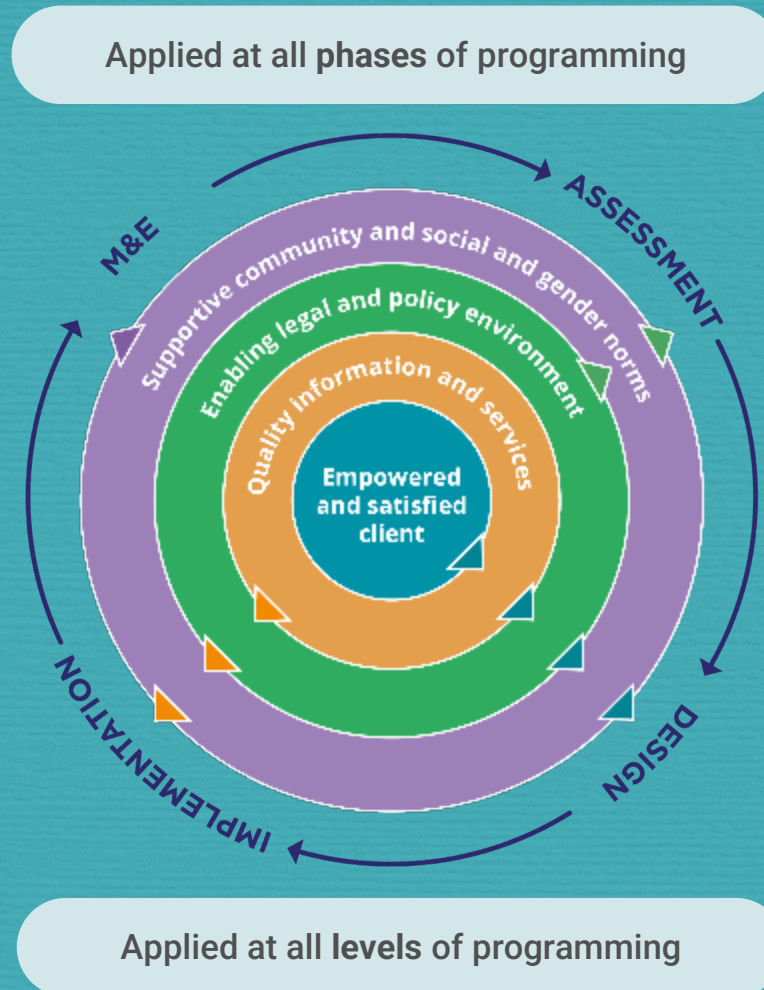 Applied at all phases of programming
M&E
ASSESSMENT
Supportive community and social and gender norms
Enabling legal and policy environment
Quality information and services
Empowered
and satisfied
client
DESIGN
IMPLEMENTATION
Applied at all levels of programming